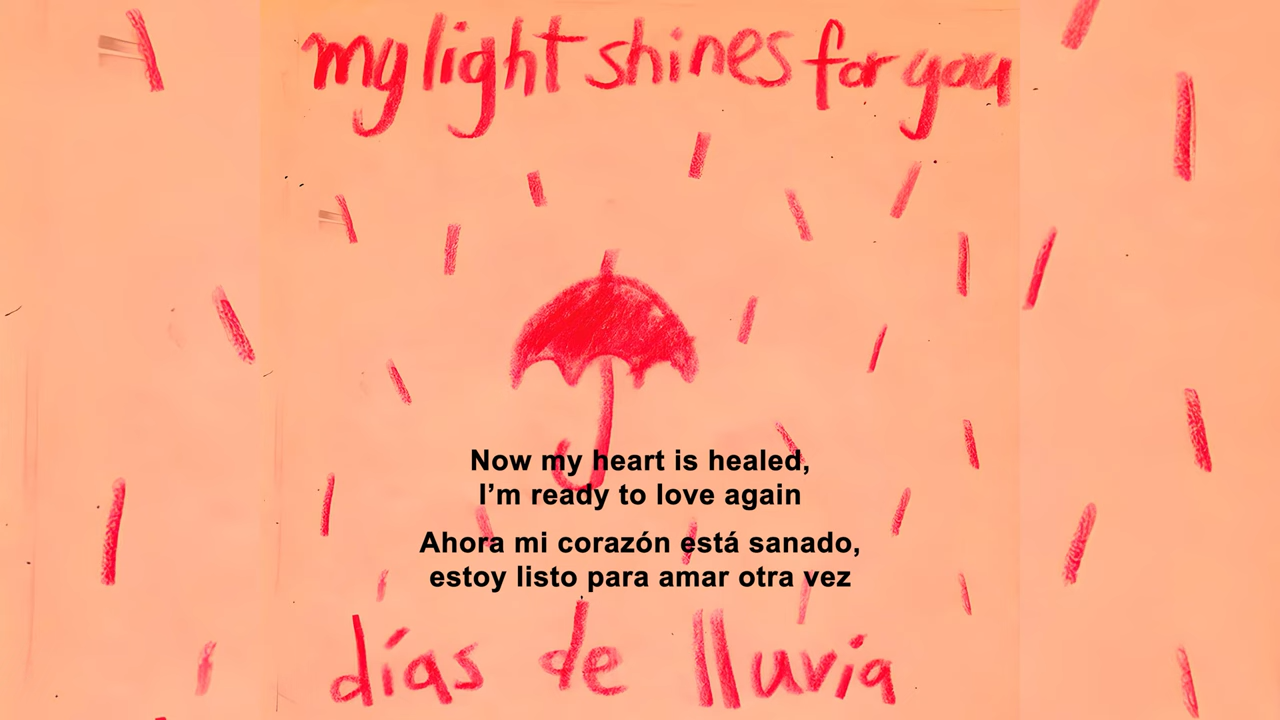 my light shines for you
Now my heart is healed,
I'm ready to love again
Ahora mi corazón está sanado,
estoy listo para amar otra vez
días de lluvia